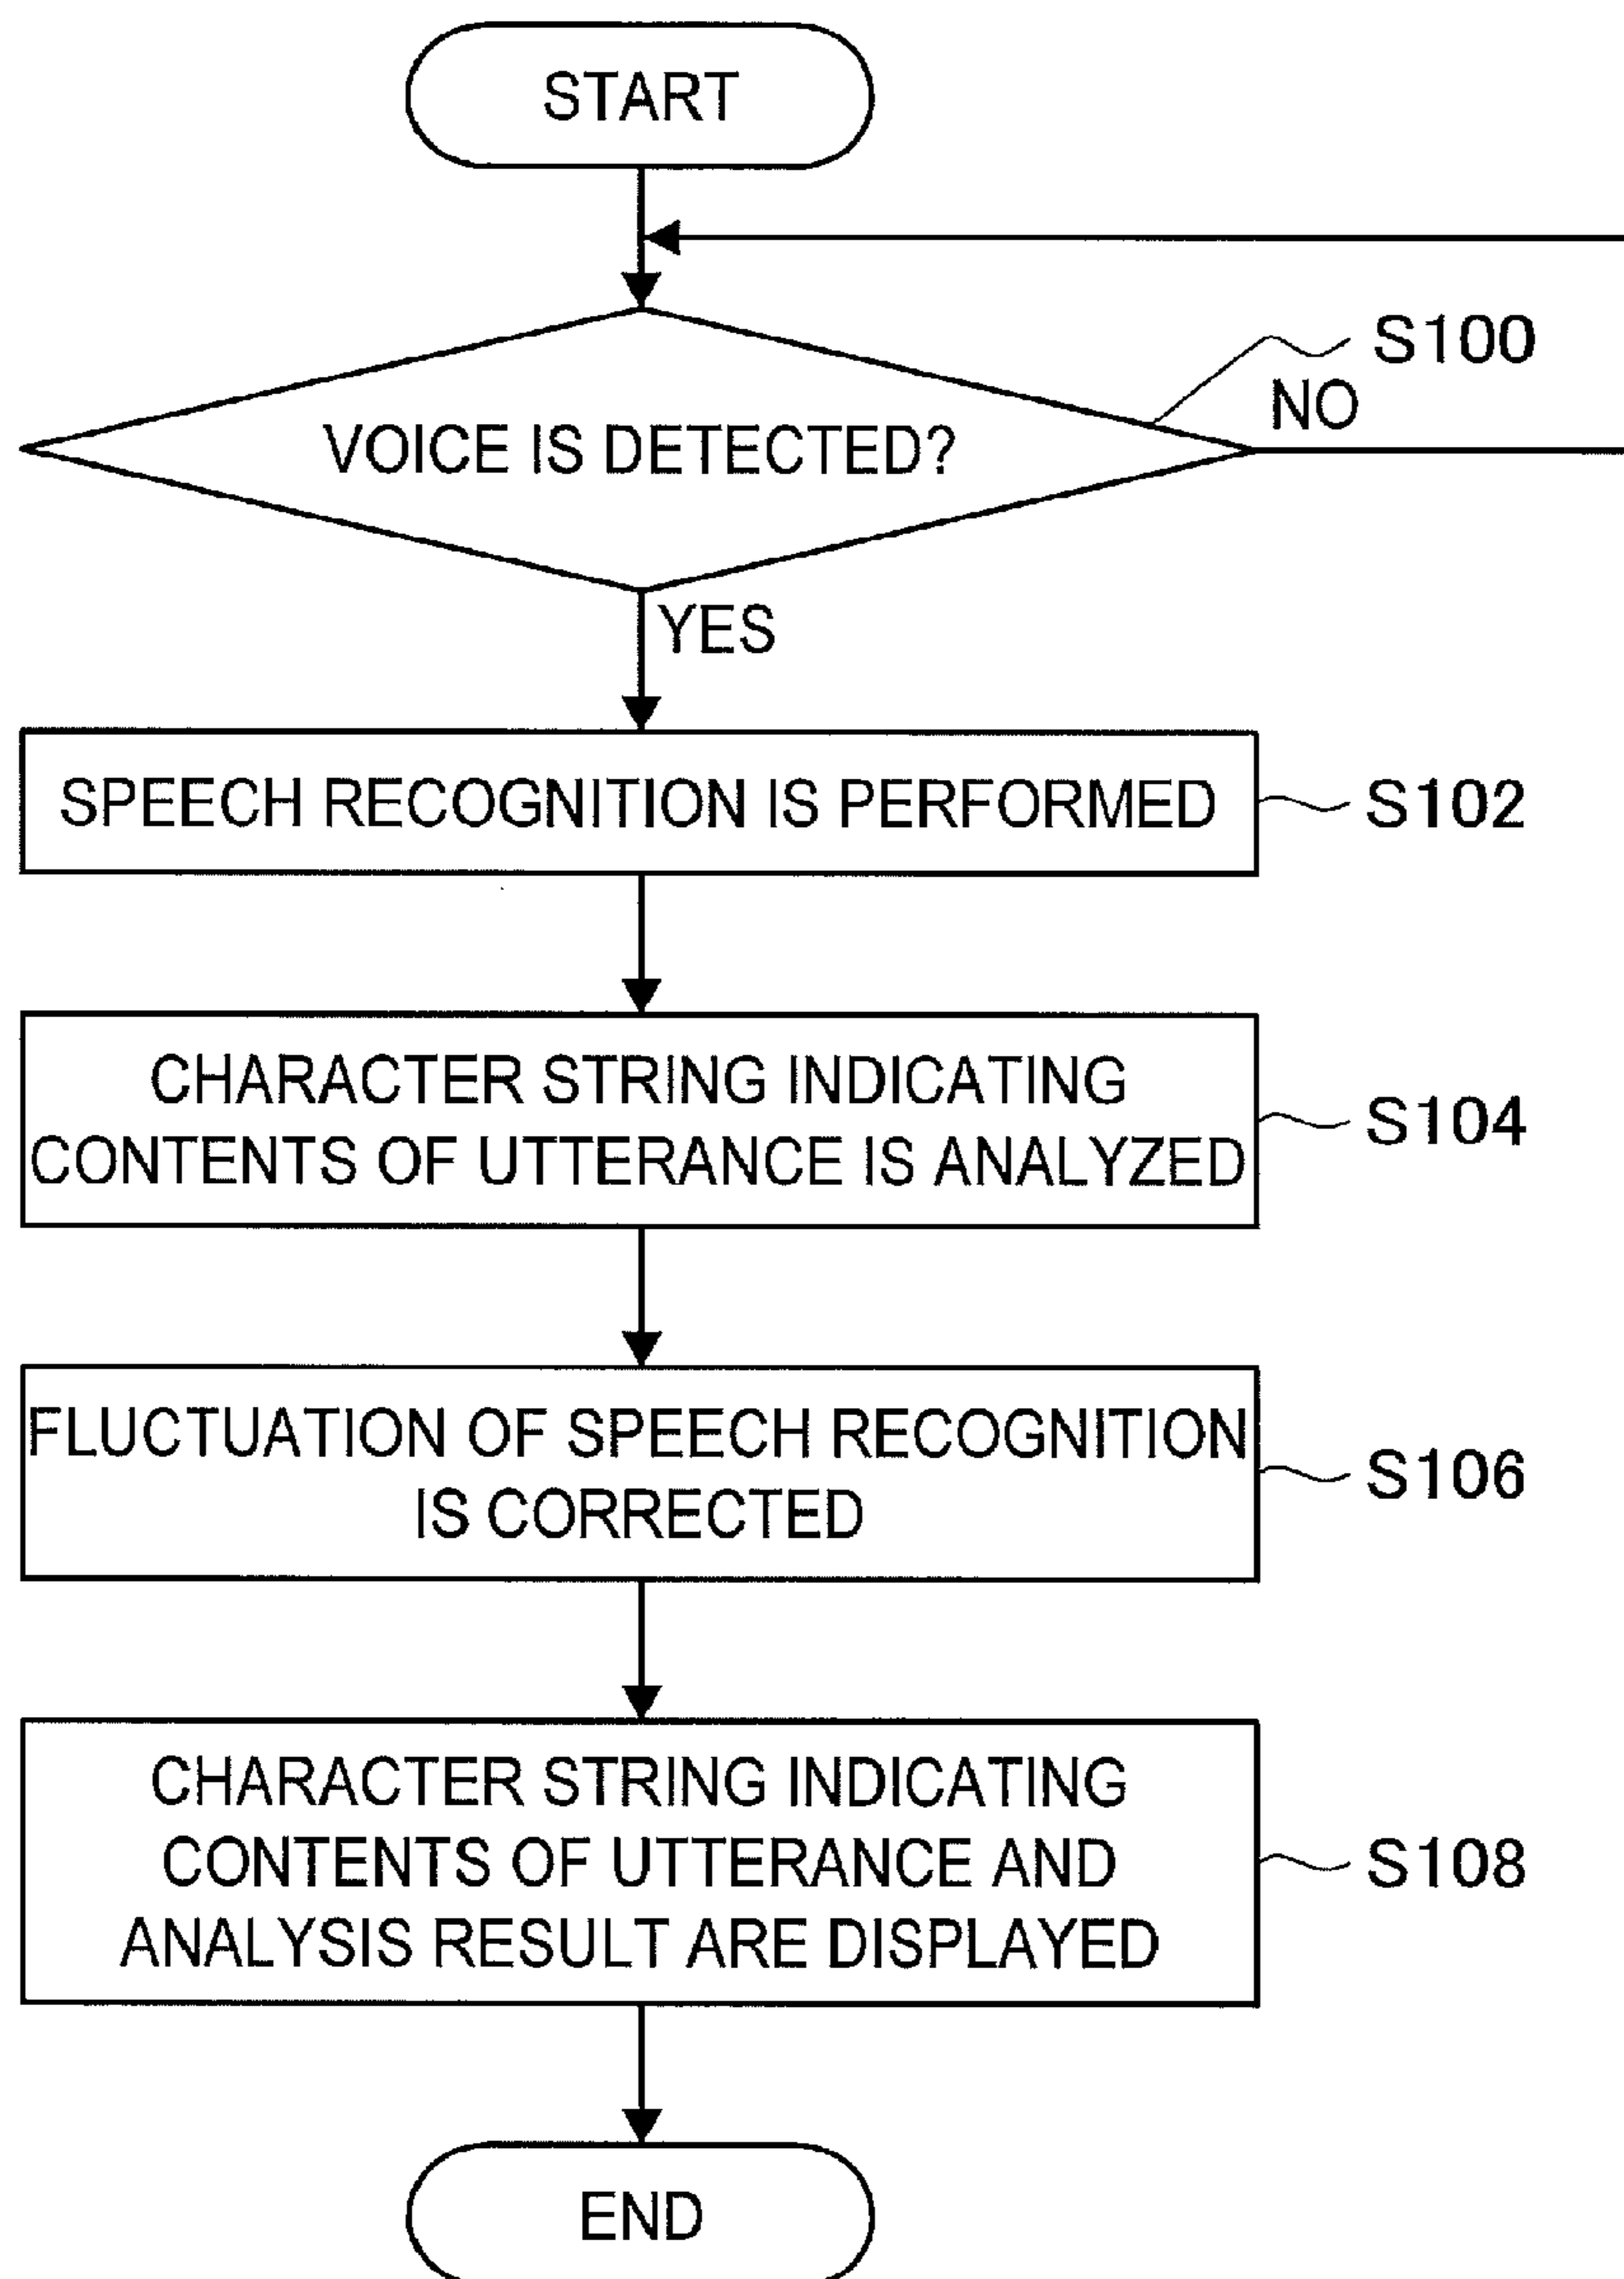 START
S100
NO
VOICE IS DETECTED?
YES
SPEECH RECOGNITION IS PERFORMED
S102
CHARACTER STRING INDICATING
CONTENTS OF UTTERANCE IS ANALYZED
S104
FLUCTUATION OF SPEECH RECOGNITION
IS CORRECTED
S106
CHARACTER STRING INDICATING
CONTENTS OF UTTERANCE AND
ANALYSIS RESULT ARE DISPLAYED
S108
END